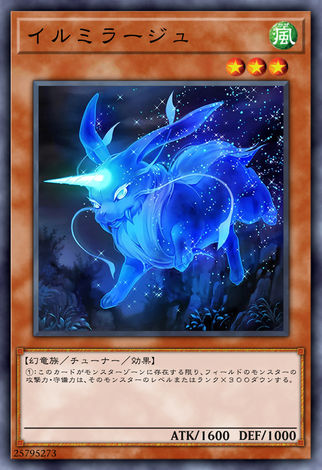 イルミラージュ
風
【幻竜族／チューナー／効果】
①：このカードがモンスターゾーンに存在する限り、フィールドのモンスターの
攻撃力・守備力は、そのモンスターのレベルまたはランク×３００ダウンする。
ATK/1600 DEF/1000
25795273